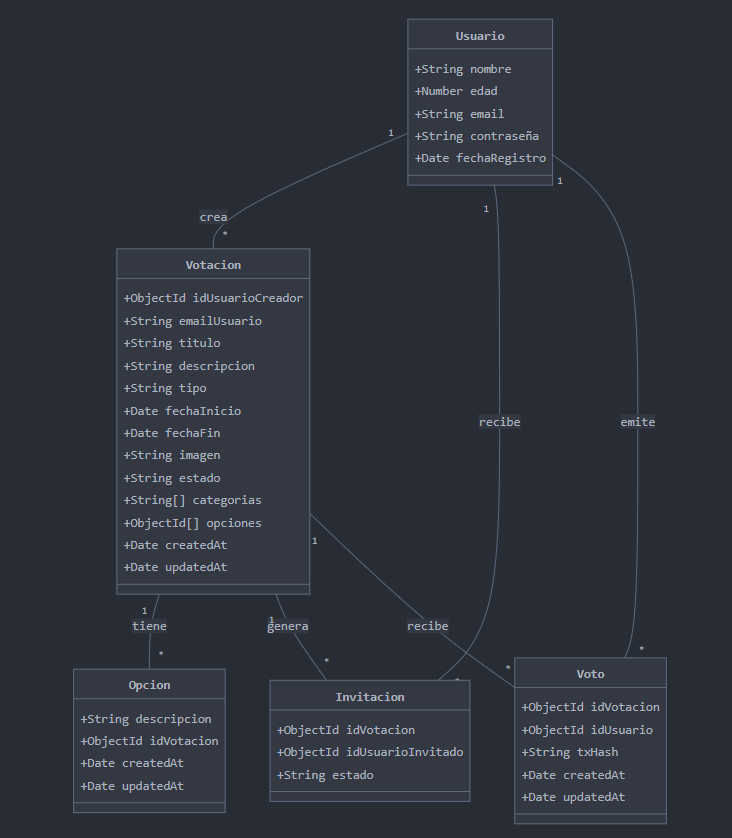 Usuario
+String nombre
+Number edad
+String email
+String contraseña
+Date fechaRegistro
1
1
1
crea
*
Votacion
+ObjectId idUsuarioCreador
+String emailUsuario
+String titulo
+String descripcion
+String tipo
+Date fechaInicio
+Date fechaFin
+String imagen
+String estado
+String[] categorias
+ObjectId[] opciones
+Date createdAt
+Date updatedAt
recibe
emite
1
1
tiene
*
1
genera
*
recibe
*
*
*
Opcion
+String descripcion
+ObjectId idVotacion
+Date createdAt
+Date updatedAt
Invitacion
+ObjectId idVotacion
+ObjectId idUsuarioInvitado
+String estado
Voto
+ObjectId idVotacion
+ObjectId idUsuario
+String txHash
+Date createdAt
+Date updatedAt